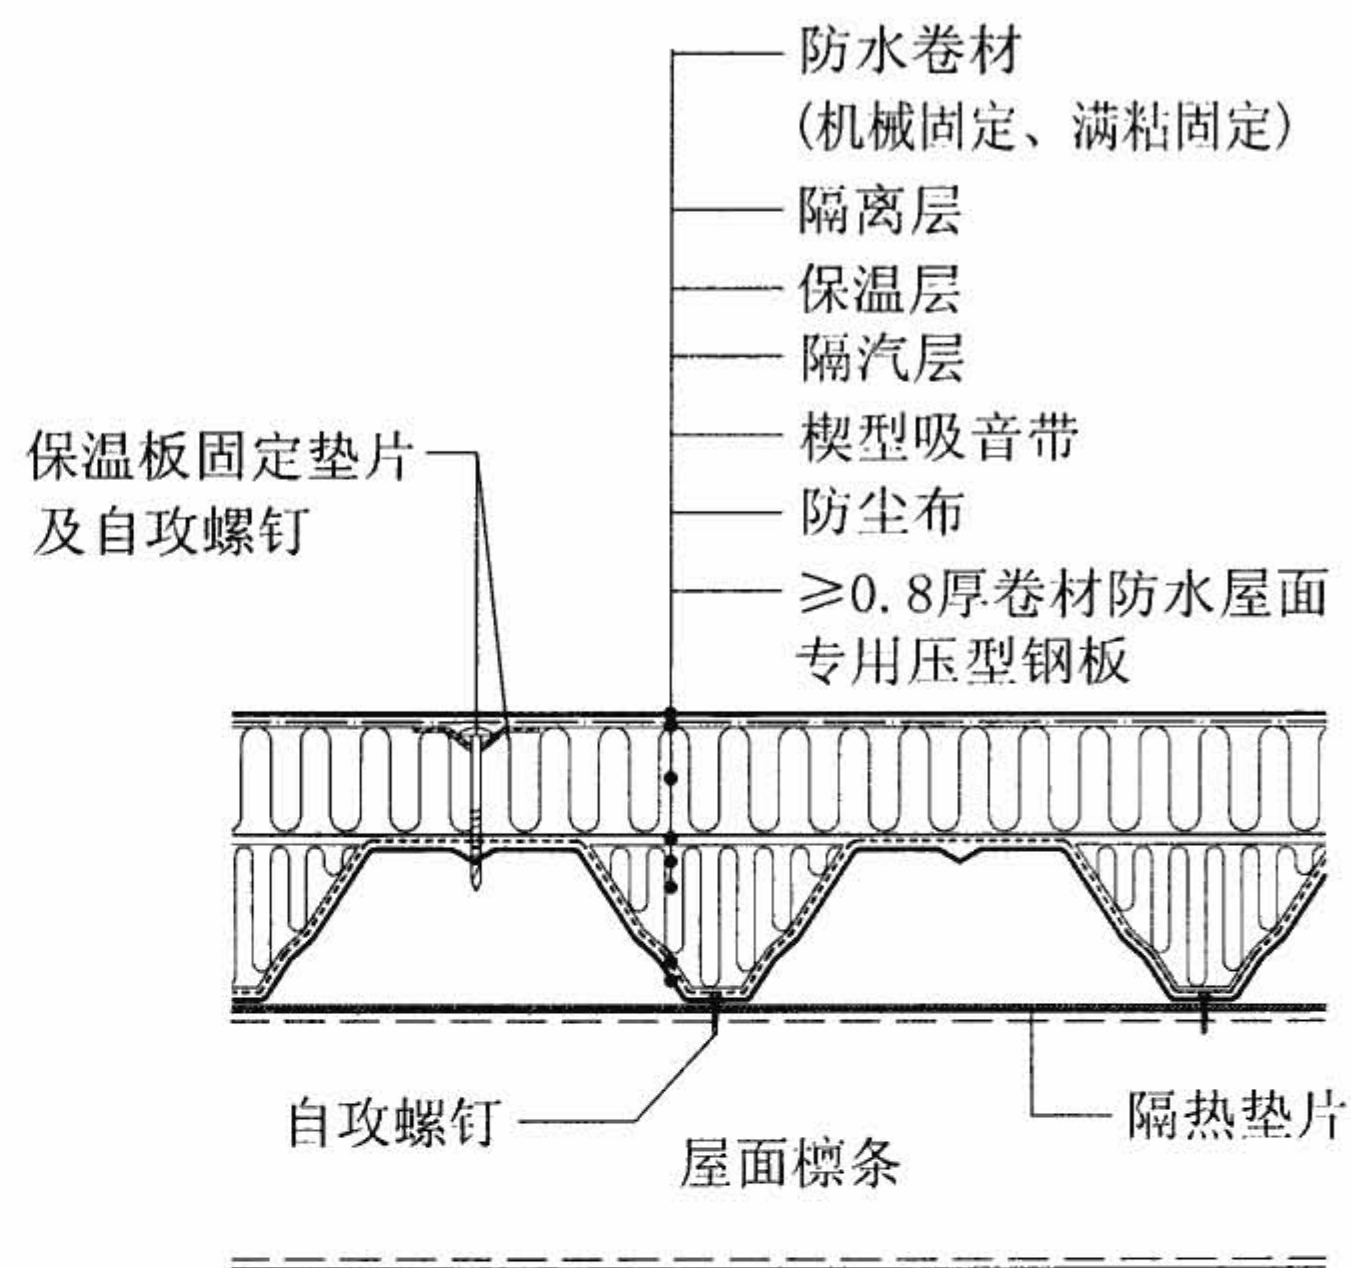 防水卷材
(机械固定、满粘固定)
隔离层
保温层
隔汽层
楔型吸音带
防尘布
≥0.8厚卷材防水屋面
专用压型钢板
保温板固定垫片
及自攻螺钉
自攻螺钉
隔热垫片
屋面檩条